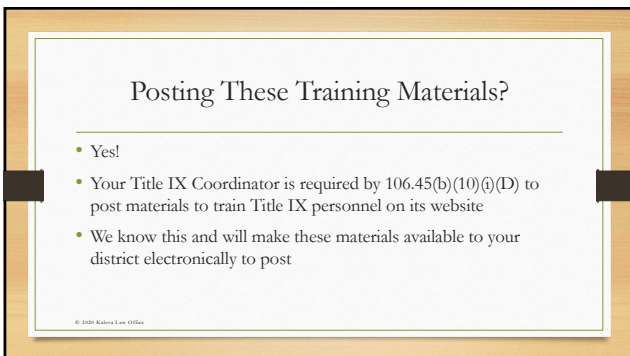 Posting These Training Materials?
• Yes!
• Your Title IX Coordinator is required by 106.45(b)(10)(i)(D) to
post materials to train Title IX personnel on its website
• We know this and will make these materials available to your
district electronically to post
© 2020 Kaleva Law Office